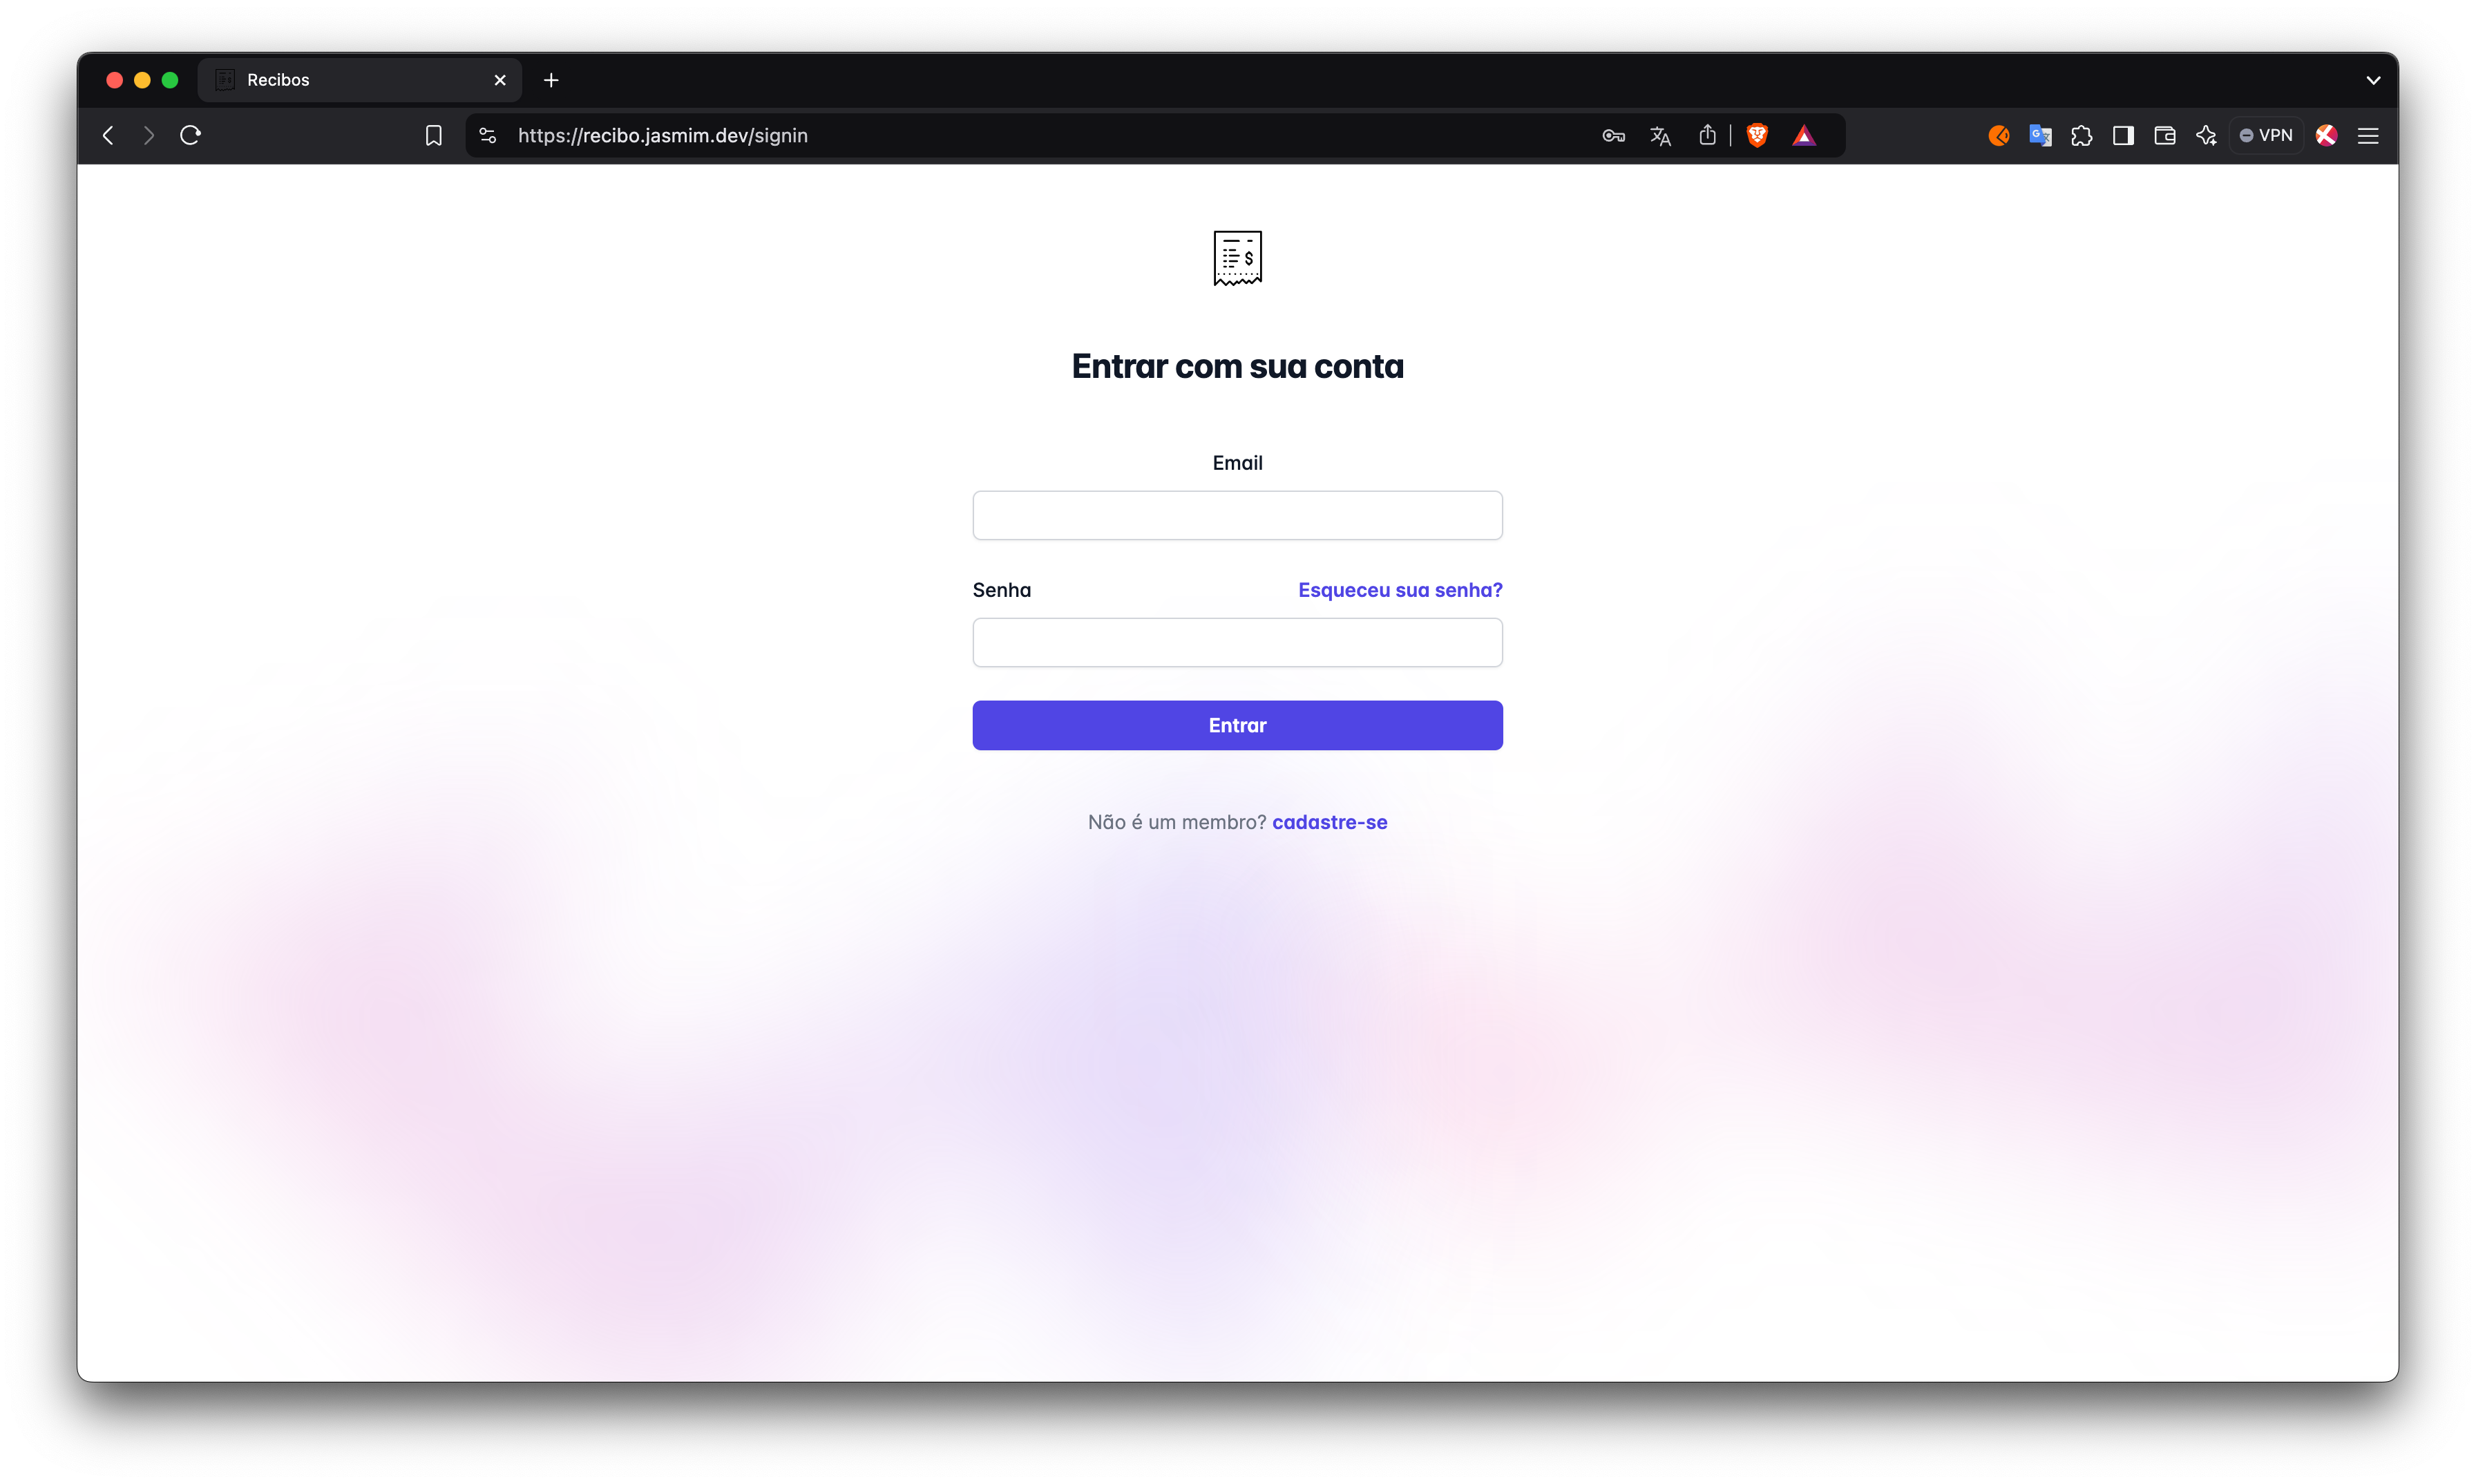 Recibos
https://recibo.jasmim.dev/signin
VPN
$
Entrar com sua conta
Email
Senha
Esqueceu sua senha?
Entrar
Não é um membro? cadastre-se